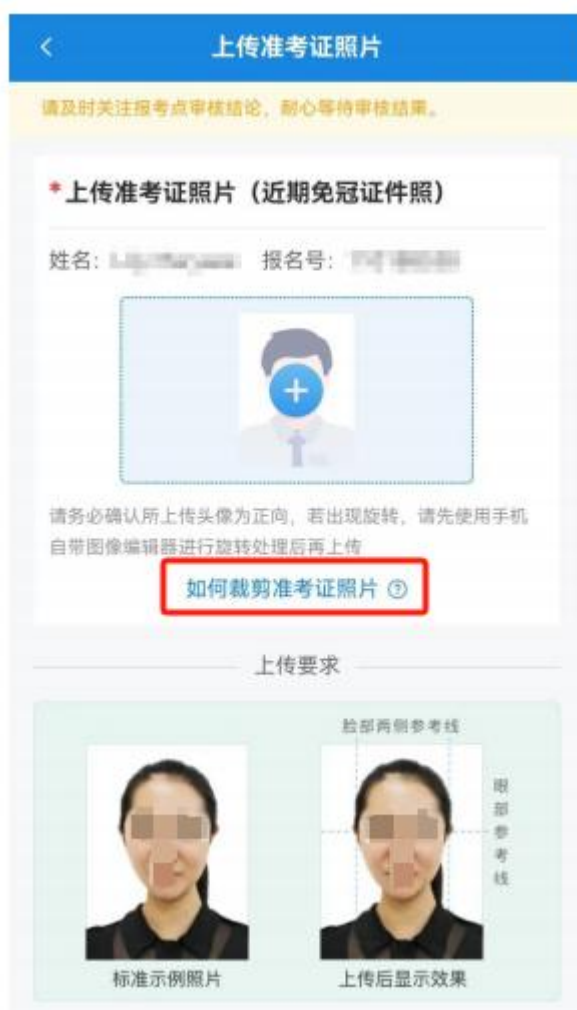 上传准考证照片
请及时关注报考点审核结论，耐心等待审核结果。
*上传准考证照片（近期免冠证件照）
姓名： 报名号：
请务必确认所上传头像为正向，若出现旋转，请先使用手机
自带图像编辑器进行旋转处理后再上传
如何裁剪准考证照片 ?
上传要求
脸部两侧参考线
眼部参考线
标准示例照片
上传后显示效果